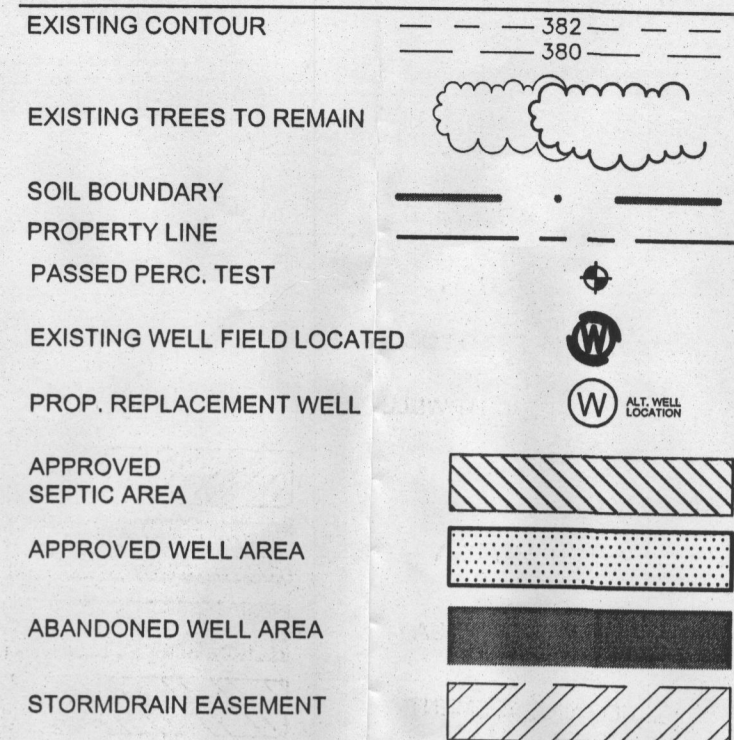 EXISTING CONTOUR
382
380
EXISTING TREES TO REMAIN
SOIL BOUNDARY
PROPERTY LINE
PASSED PERC. TEST
EXISTING WELL FIELD LOCATED
W
PROP. REPLACEMENT WELL
W
ALT. WELL
LOCATION
APPROVED
SEPTIC AREA
APPROVED WELL AREA
ABANDONED WELL AREA
STORMDRAIN EASEMENT